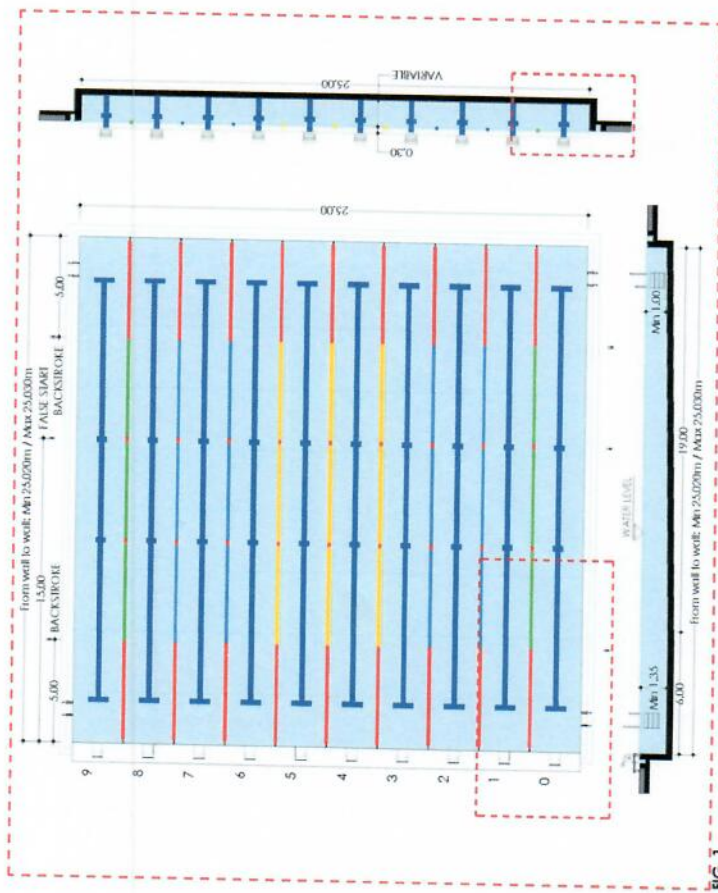 25.00
VARIABLE
0.30
25.00
From wall to wall: Min 25,020m / Max 25,030m
5,00
FALSE START
BACKSTROKE
15,00
BACKSTROKE
5,00
9
8
7
6
5
4
3
2
1
0
Min 1,00
19,00
From wall to wall: Min 25,020m / Max 25,030m
WATER LEVEL
Min 1,35
6,00
FIG. 1